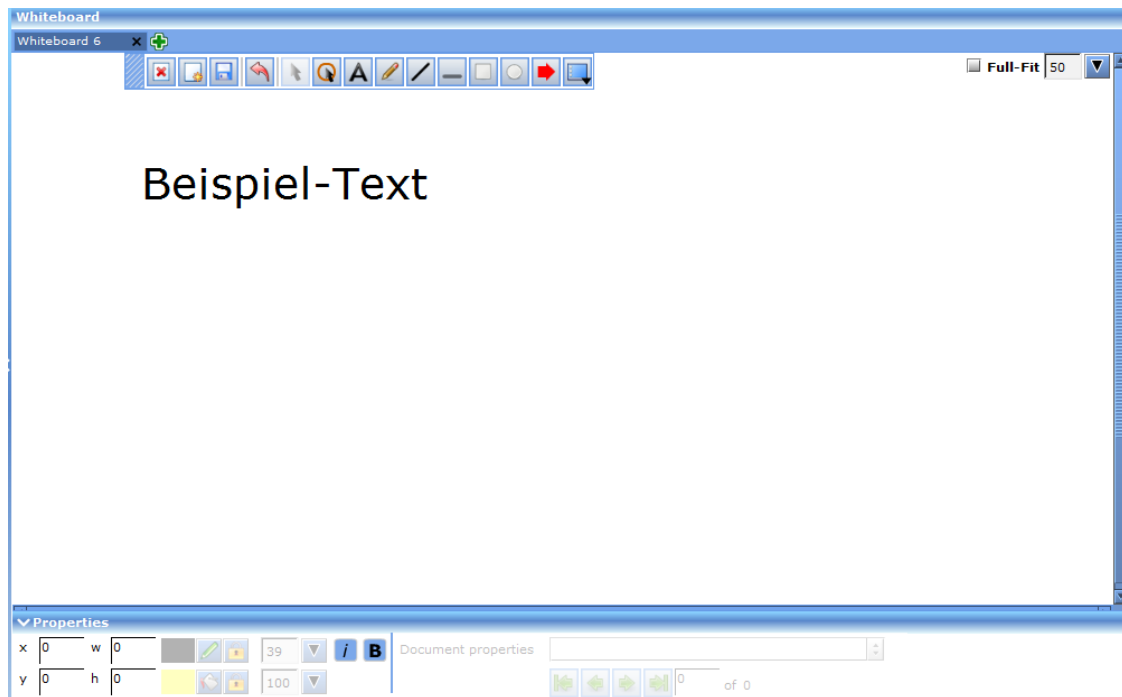 Whiteboard
Whiteboard 6
A
Full-Fit 50
Beispiel-Text
Properties
x 0 w 0 39 i B Document properties
y 0 h 0 100 0 of 0